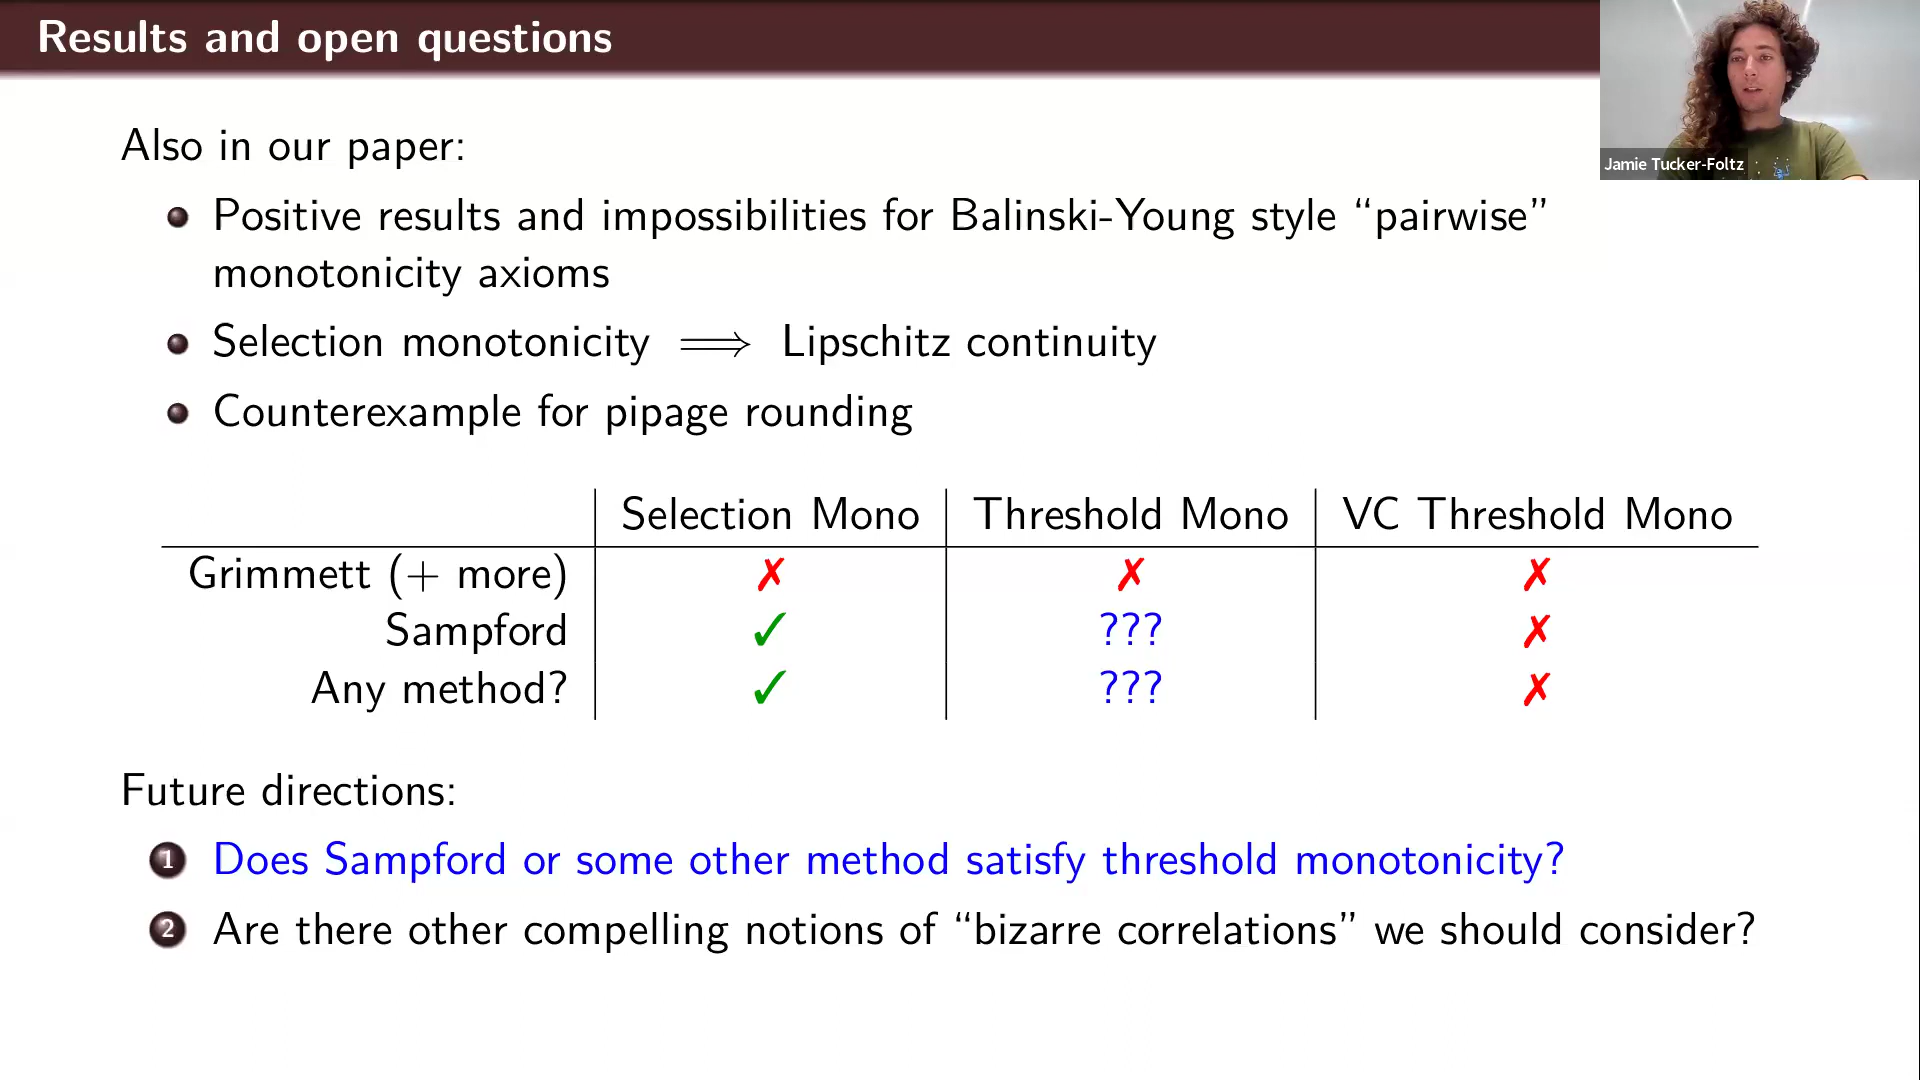 Results and open questions
Jamie Tucker-Foltz
Also in our paper:
Positive results and impossibilities for Balinski-Young style “pairwise”
monotonicity axioms
Selection monotonicity ⟹ Lipschitz continuity
Counterexample for pipage rounding
Selection Mono Threshold Mono VC Threshold Mono
Grimmett (+ more) ✗ ✗ ✗
Sampford ✓ ??? ✗
Any method? ✓ ??? ✗
Future directions:
1 Does Sampford or some other method satisfy threshold monotonicity?
2 Are there other compelling notions of “bizarre correlations” we should consider?